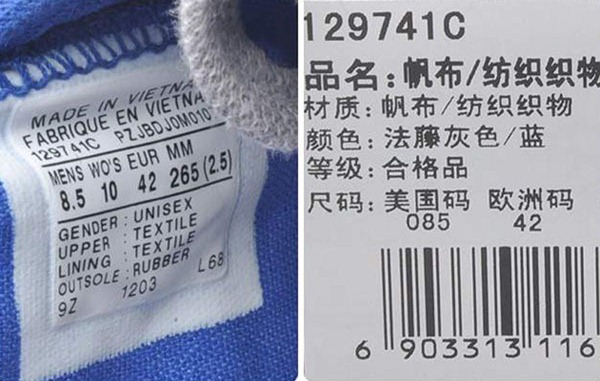 MADE IN VIETNA
FABRIQUE EN VIETNA
129741C PZJBDJ0M010
MENS WO'S EUR MM
8.5 10 42 265 (2.5)
GENDER : UNISEX
UPPER : TEXTILE
LINING : TEXTILE
OUTSOLE : RUBBER
9Z 1203 L68
129741C
品名:帆布/纺织织物
材质:帆布/纺织织物
颜色:法藤灰色/蓝
等级:合格品
尺码:美国码 欧洲码
085 42
6 903313 116